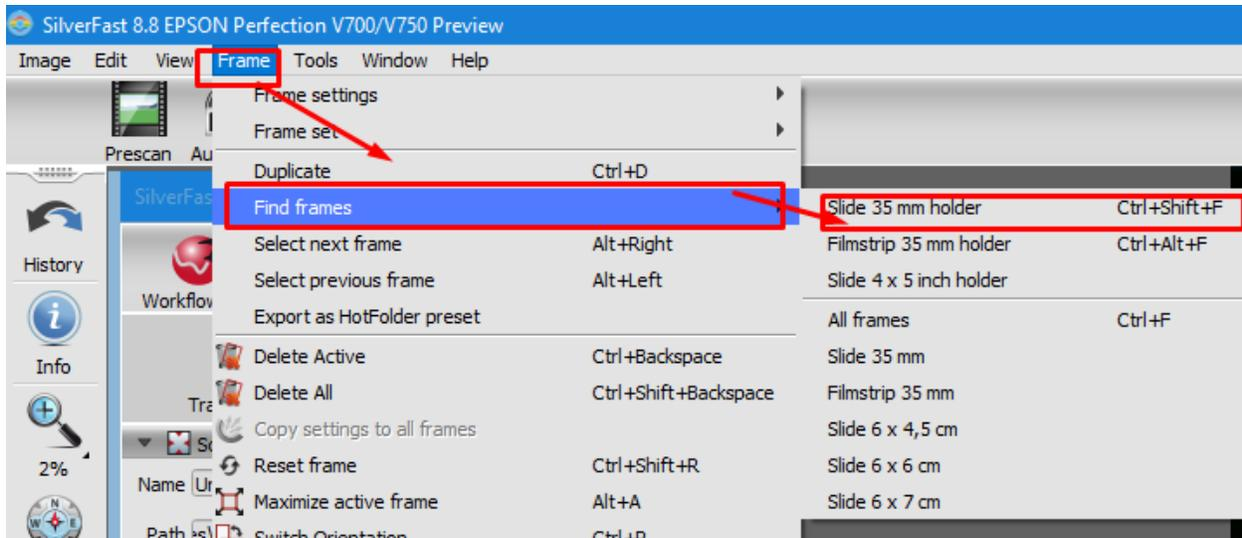 SilverFast 8.8 EPSON Perfection V700/V750 Preview
Image Edit View Frame Tools Window Help
Prescan
History
Info
2%
Workflow
Name
Path
Frame settings
Frame set
Duplicate Ctrl+D
Find frames
Select next frame Alt+Right
Select previous frame Alt+Left
Export as HotFolder preset
Delete Active Ctrl+Backspace
Delete All Ctrl+Shift+Backspace
Copy settings to all frames
Reset frame Ctrl+Shift+R
Maximize active frame Alt+A
Switch Orientation
Slide 35 mm holder Ctrl+Shift+F
Filmstrip 35 mm holder Ctrl+Alt+F
Slide 4 x 5 inch holder
All frames Ctrl+F
Slide 35 mm
Filmstrip 35 mm
Slide 6 x 4,5 cm
Slide 6 x 6 cm
Slide 6 x 7 cm